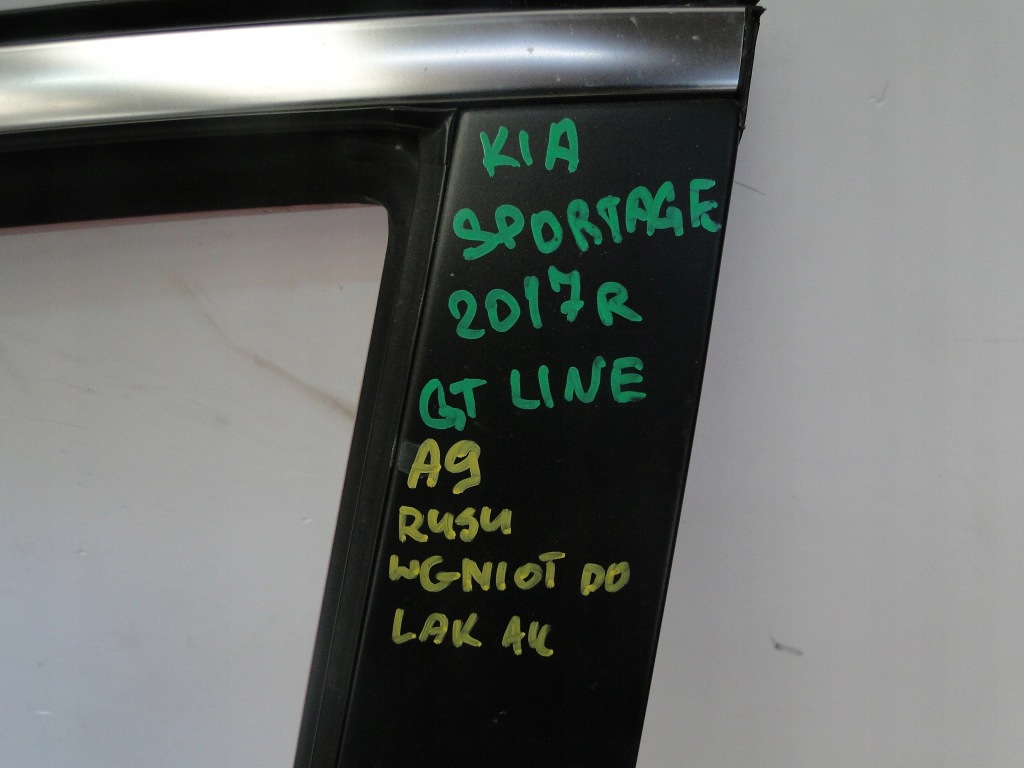 KIA
SPORTAGE
2017R
GT LINE
A9
RUSU
WGNIOT DO
LAK AK